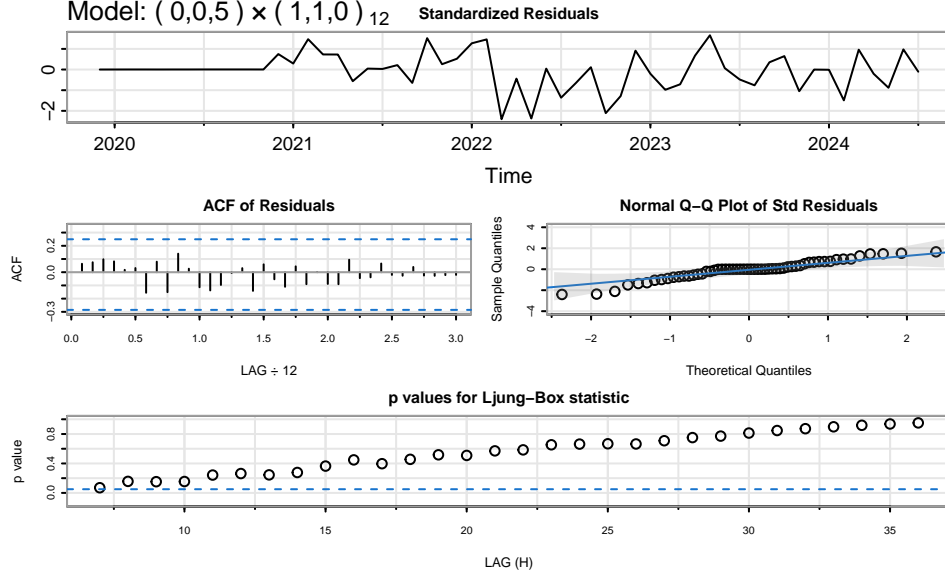 Model: ( 0,0,5 ) × ( 1,1,0 ) 12 Standardized Residuals
0
−2
2020 2021 2022 2023 2024
Time
ACF of Residuals
ACF
0.2
0.0
−0.3
0.0 0.5 1.0 1.5 2.0 2.5 3.0
LAG ÷ 12
Normal Q−Q Plot of Std Residuals
Sample Quantiles
4
2
0
−4
−2 −1 0 1 2
Theoretical Quantiles
p values for Ljung−Box statistic
p value
0.8
0.4
0.0
10 15 20 25 30 35
LAG (H)